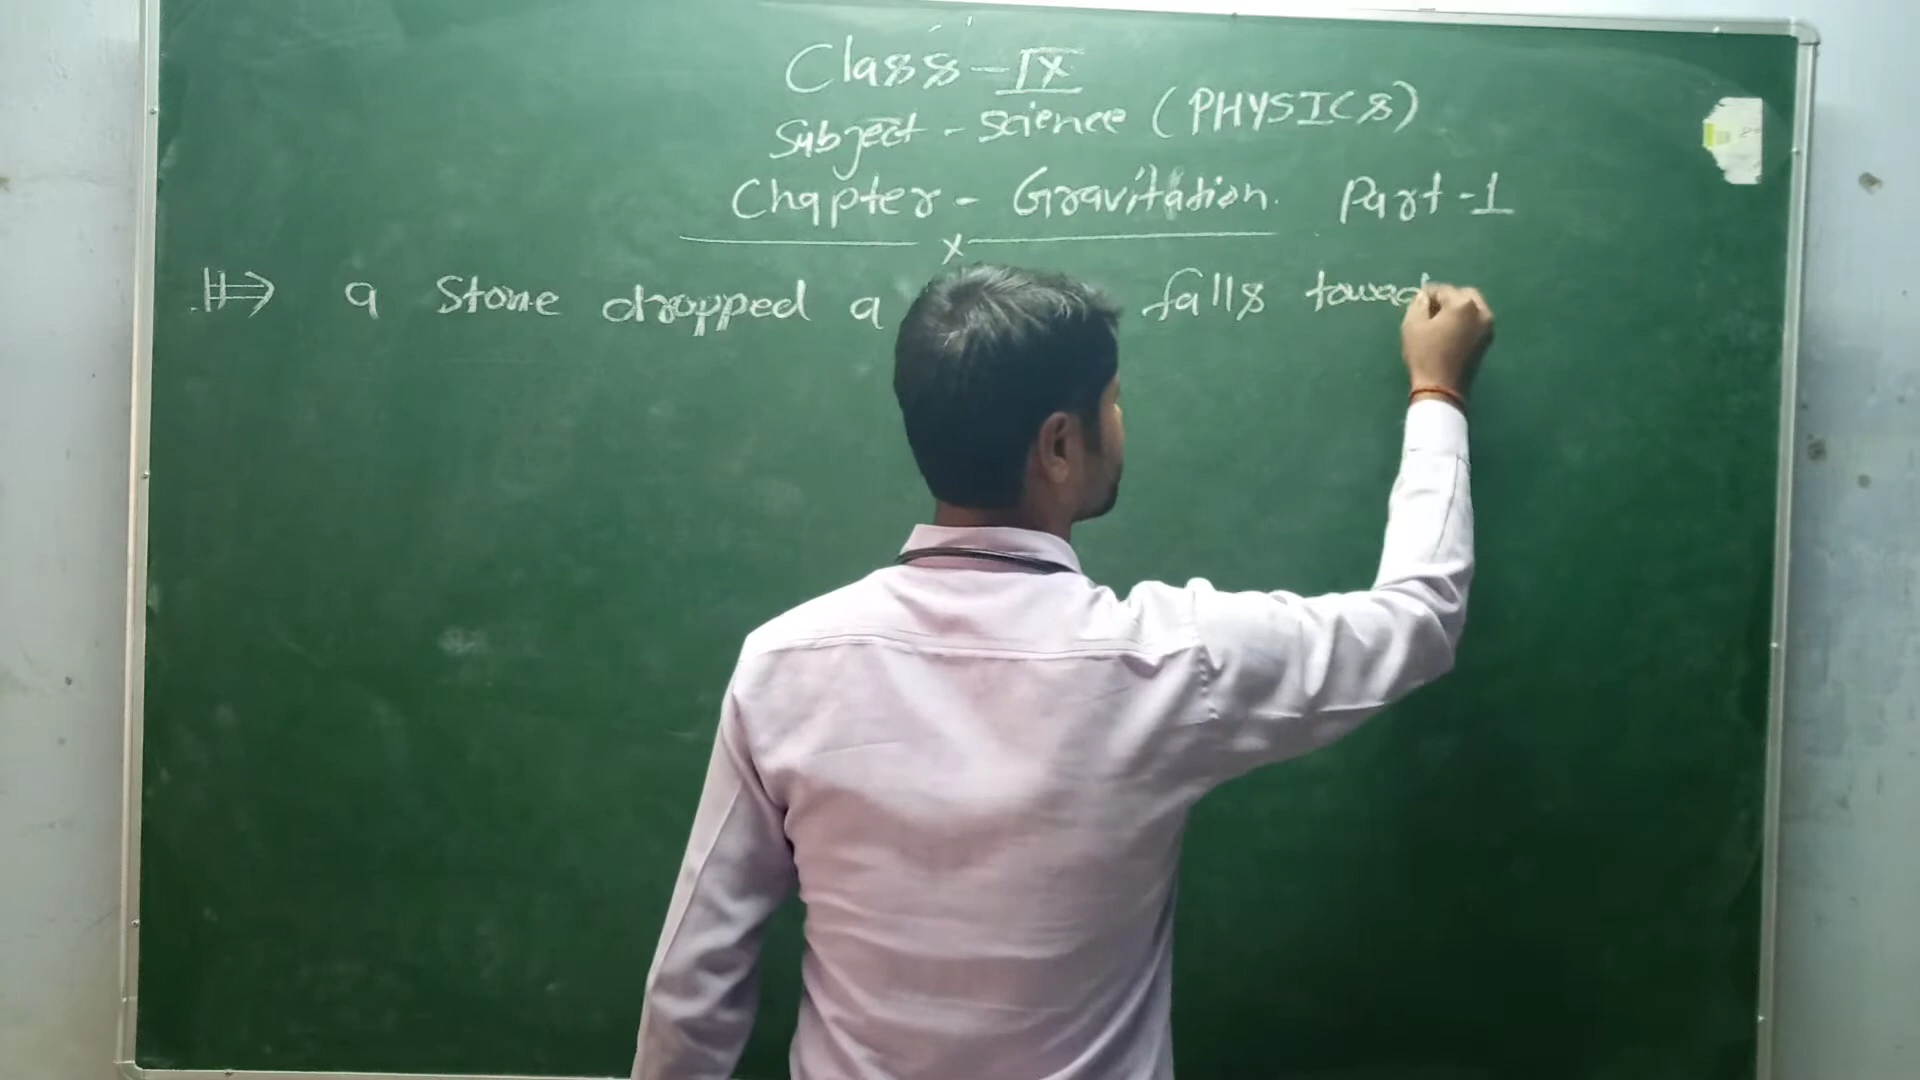 Class - IX
Subject - Science (PHYSICS)
Chapter - Gravitation. Part - 1
a Stone dropped a falls